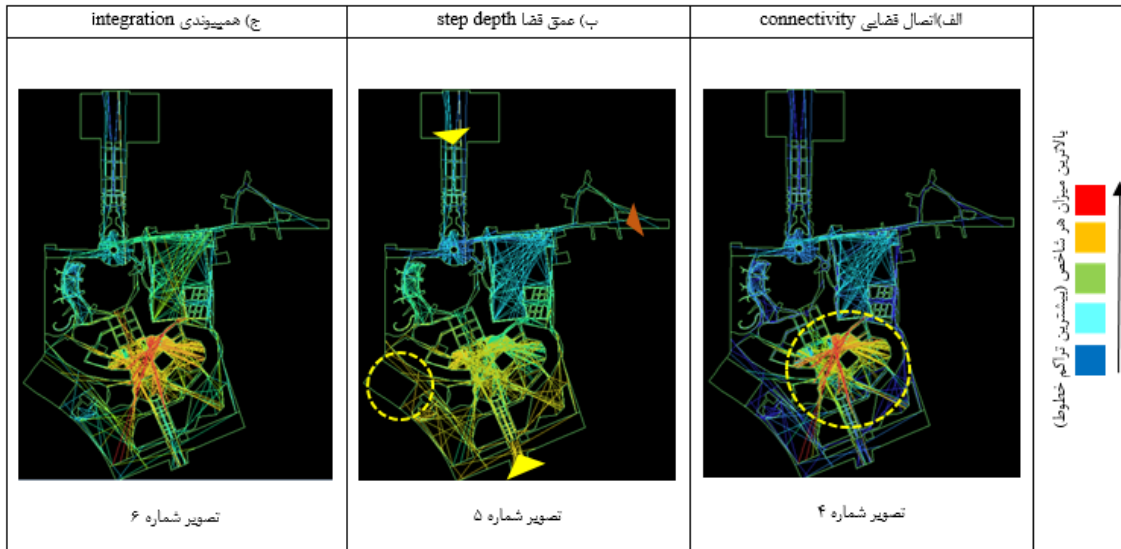 الف)اتصال فضایی connectivity
ب) عمق فضا step depth
ج) همپیوندی integration
بالاترین میزان هر شاخص (بیشترین تراکم خطوط)
تصویر شماره ۴
تصویر شماره ۵
تصویر شماره ۶